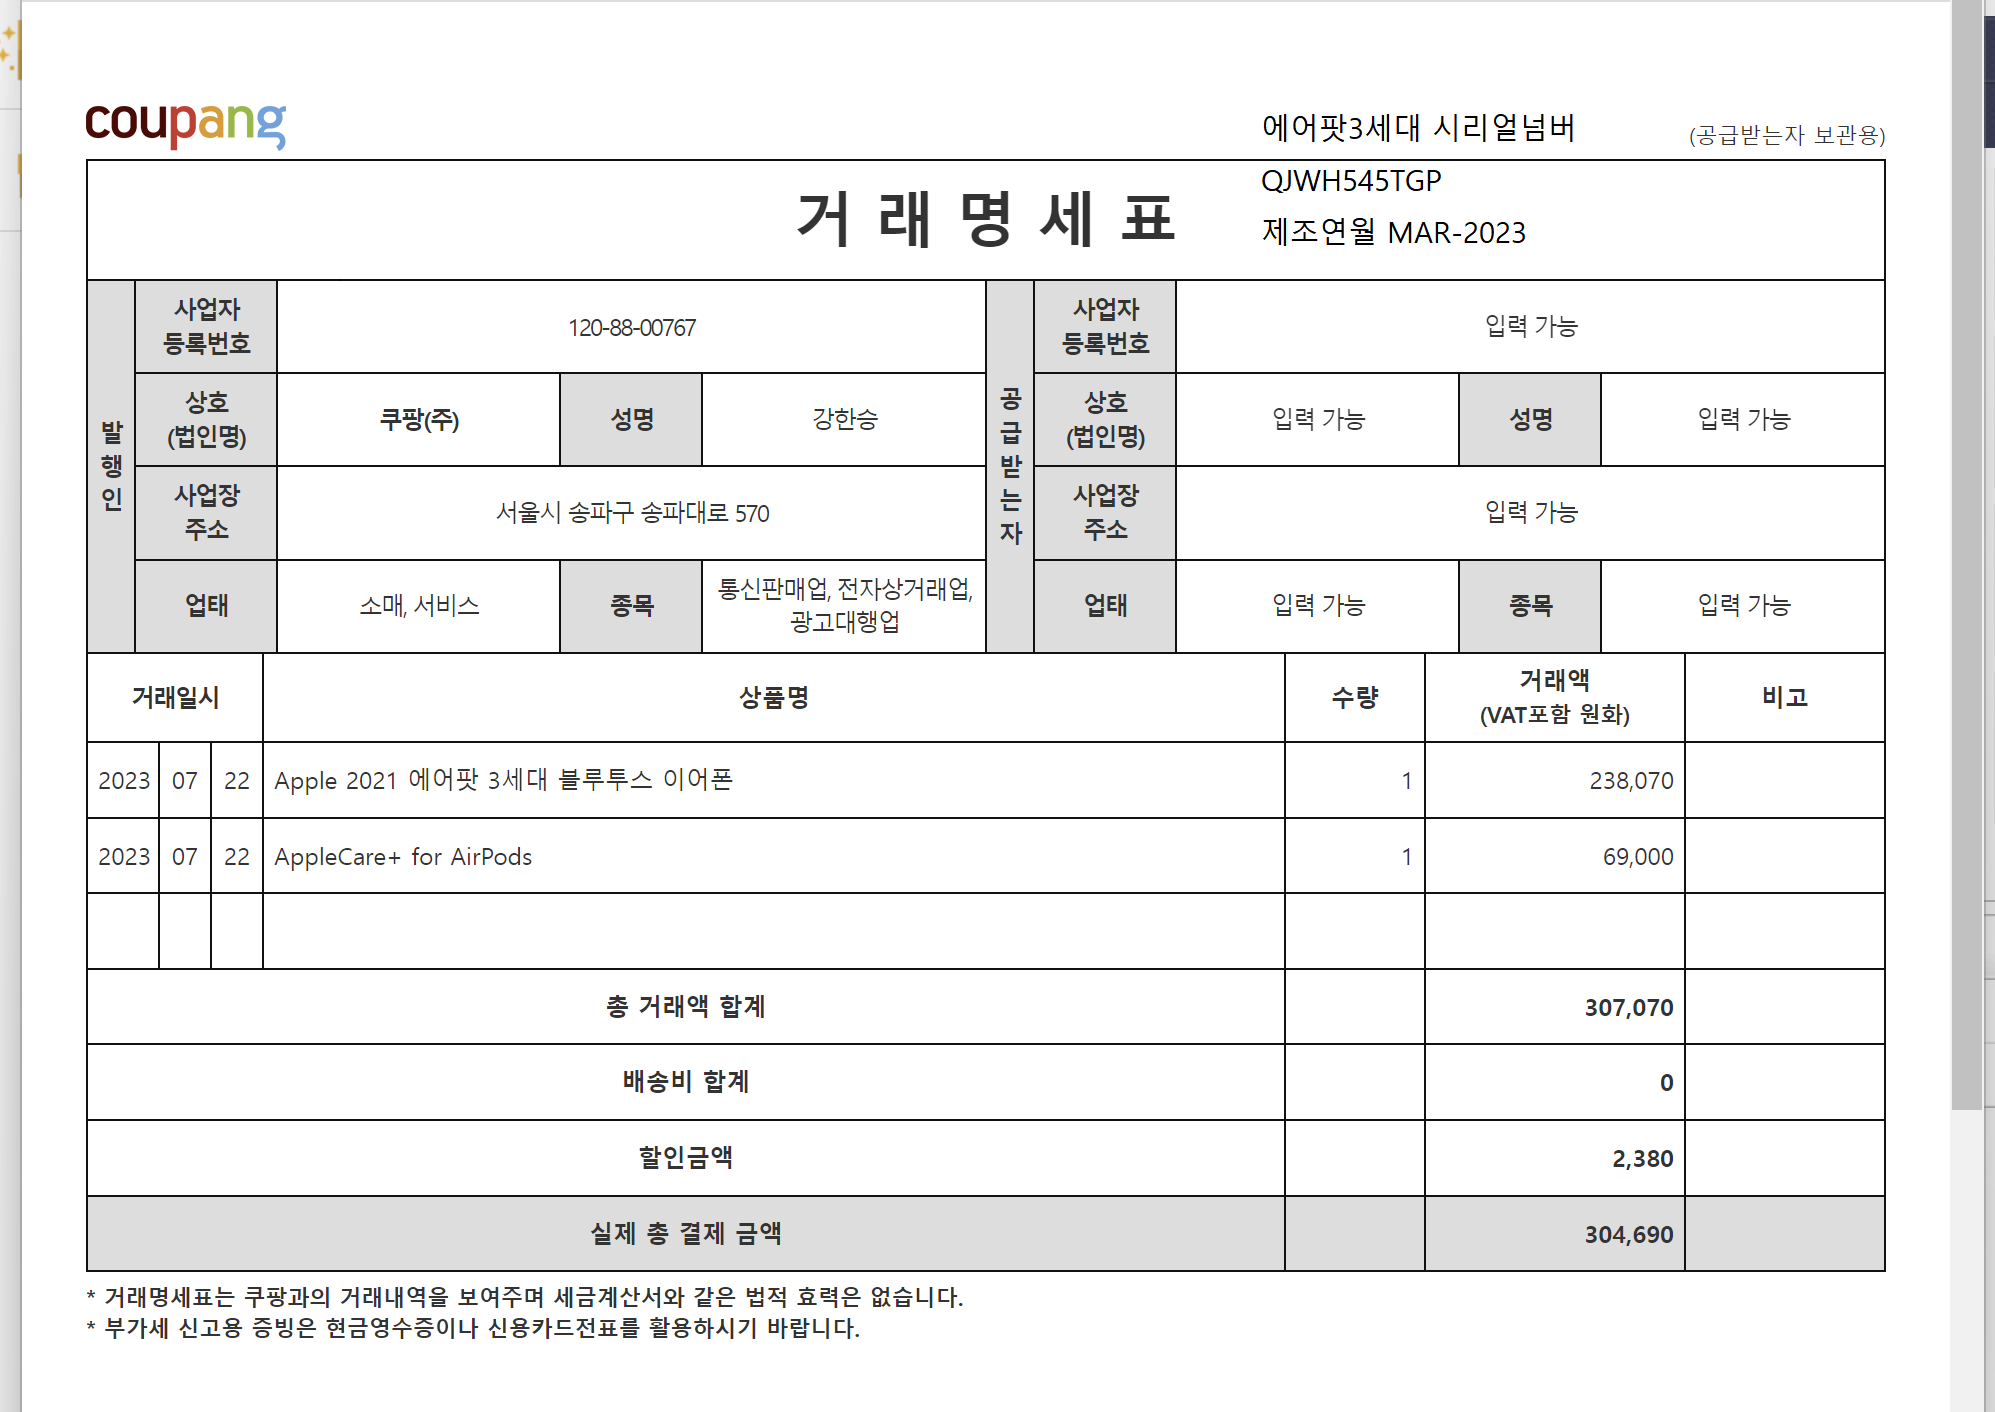 coupang
에어팟3세대 시리얼넘버
(공급받는자 보관용)
QJWH545TGP
거래명세표
제조연월 MAR-2023
발행인
사업자
등록번호
120-88-00767
상호
(법인명)
쿠팡(주)
성명
강한승
사업장
주소
서울시 송파구 송파대로 570
업태
소매, 서비스
종목
통신판매업, 전자상거래업,
광고대행업
공급받는자
사업자
등록번호
입력 가능
상호
(법인명)
입력 가능
성명
입력 가능
사업장
주소
입력 가능
업태
입력 가능
종목
입력 가능
거래일시
상품명
수량
거래액
(VAT포함 원화)
비고
2023 07 22 Apple 2021 에어팟 3세대 블루투스 이어폰 1 238,070
2023 07 22 AppleCare+ for AirPods 1 69,000
총 거래액 합계 307,070
배송비 합계 0
할인금액 2,380
실제 총 결제 금액 304,690
* 거래명세표는 쿠팡과의 거래내역을 보여주며 세금계산서와 같은 법적 효력은 없습니다.
* 부가세 신고용 증빙은 현금영수증이나 신용카드전표를 활용하시기 바랍니다.